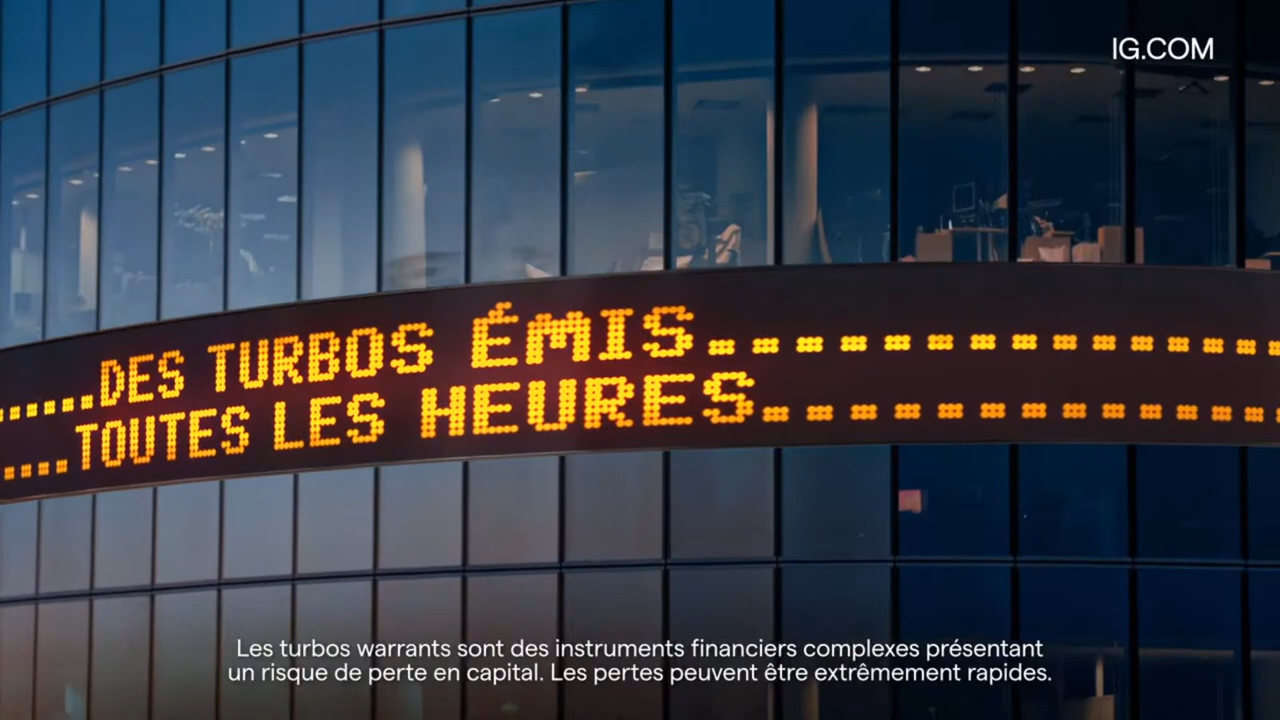 IG.COM
......DES TURBOS ÉMIS..............
....TOUTES LES HEURES.............
Les turbos warrants sont des instruments financiers complexes présentant
un risque de perte en capital. Les pertes peuvent être extrêmement rapides.